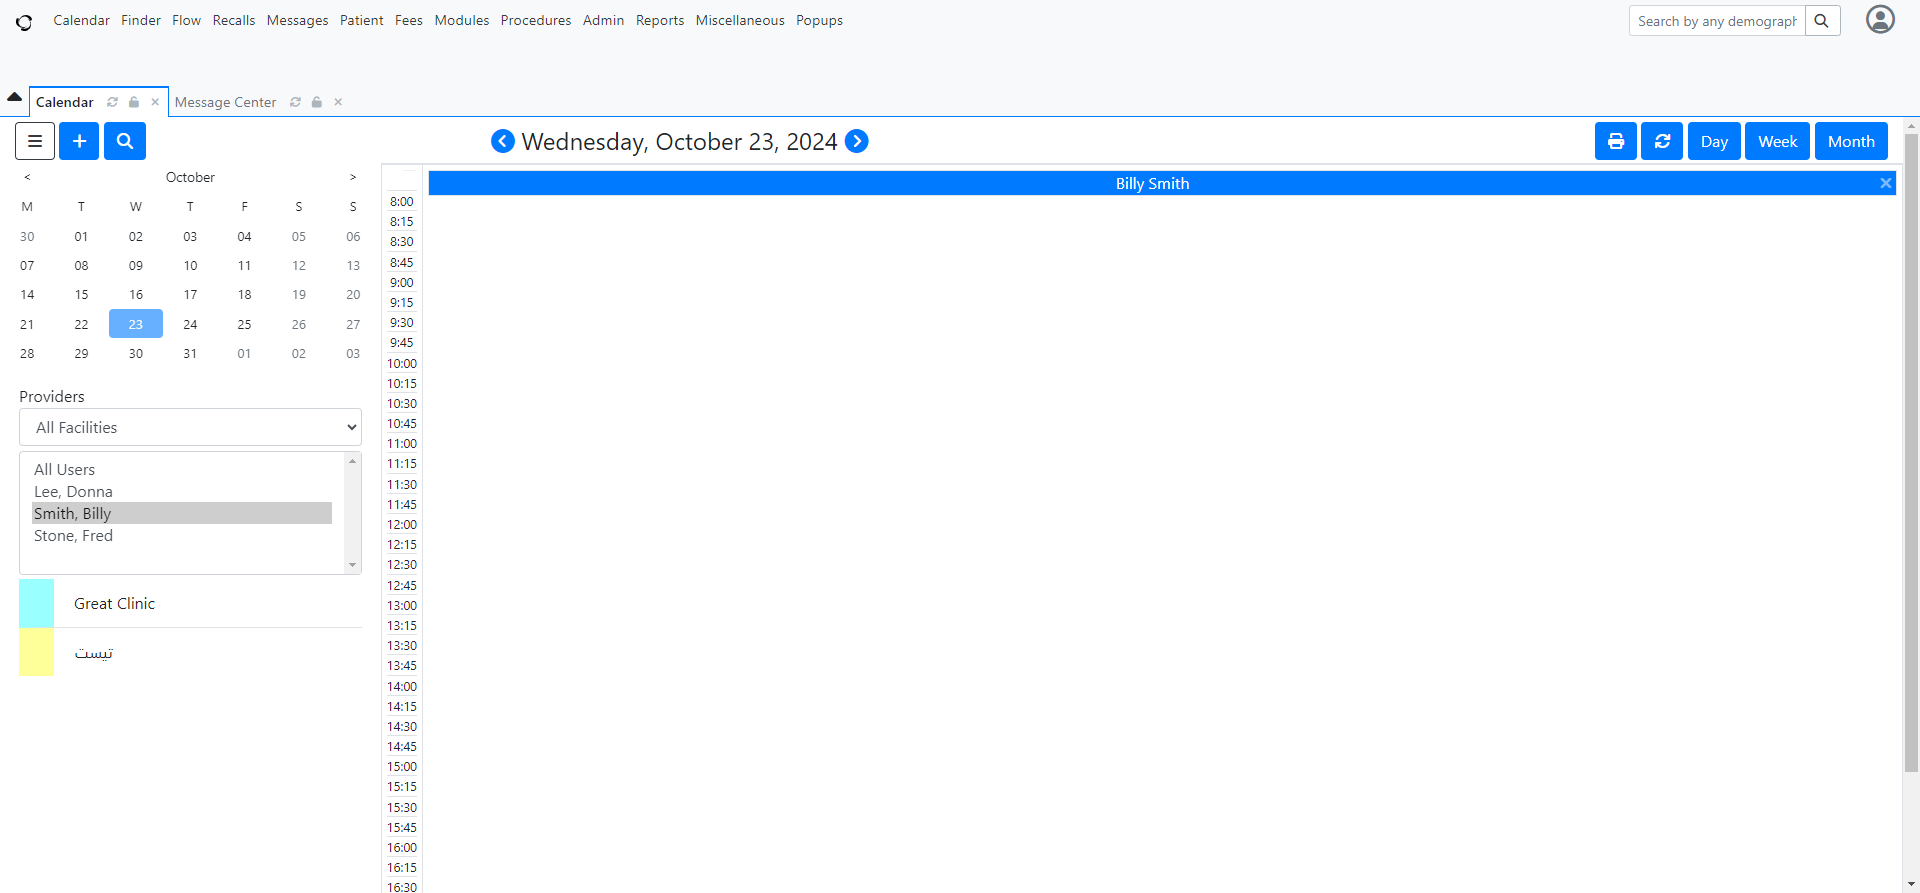 Calendar Finder Flow Recalls Messages Patient Fees Modules Procedures Admin Reports Miscellaneous Popups
Search by any demograph
Calendar Message Center
Wednesday, October 23, 2024
Day Week Month
< October >
M T W T F S S
30 01 02 03 04 05 06
07 08 09 10 11 12 13
14 15 16 17 18 19 20
21 22 23 24 25 26 27
28 29 30 31 01 02 03
Providers
All Facilities
All Users
Lee, Donna
Smith, Billy
Stone, Fred
Great Clinic
تیست
Billy Smith
8:00
8:15
8:30
8:45
9:00
9:15
9:30
9:45
10:00
10:15
10:30
10:45
11:00
11:15
11:30
11:45
12:00
12:15
12:30
12:45
13:00
13:15
13:30
13:45
14:00
14:15
14:30
14:45
15:00
15:15
15:30
15:45
16:00
16:15
16:30